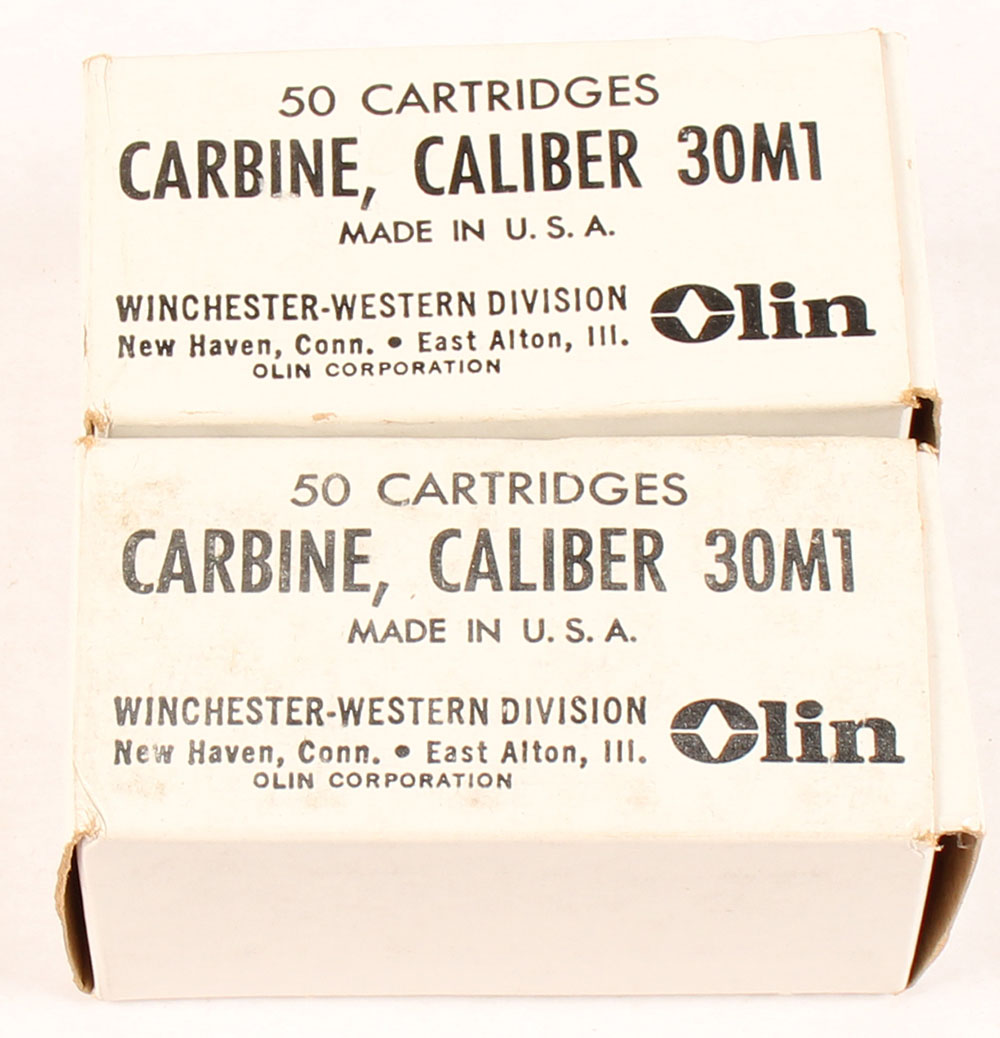 50 CARTRIDGES
CARBINE, CALIBER 30M1
MADE IN U. S. A.
WINCHESTER-WESTERN DIVISION
New Haven, Conn. • East Alton, Ill.
OLIN CORPORATION
Olin
50 CARTRIDGES
CARBINE, CALIBER 30M1
MADE IN U. S. A.
WINCHESTER-WESTERN DIVISION
New Haven, Conn. • East Alton, Ill.
OLIN CORPORATION
Olin